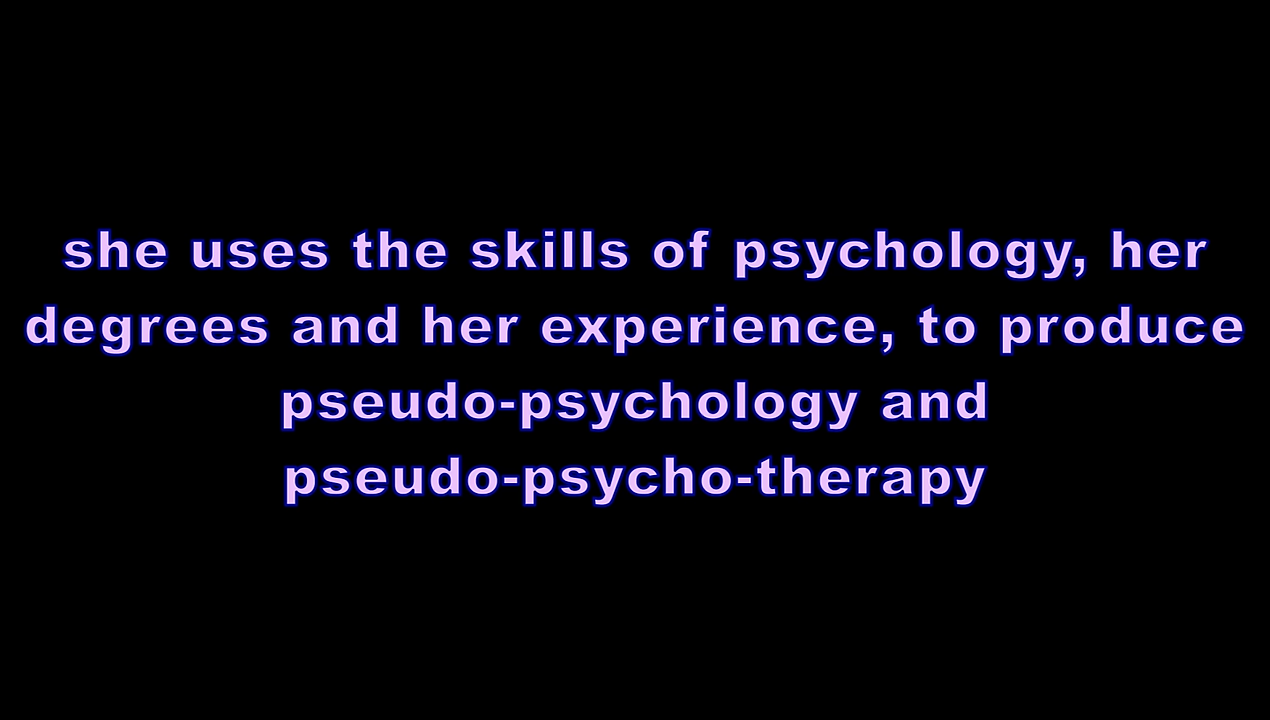 she uses the skills of psychology, her
degrees and her experience, to produce
pseudo-psychology and
pseudo-psycho-therapy